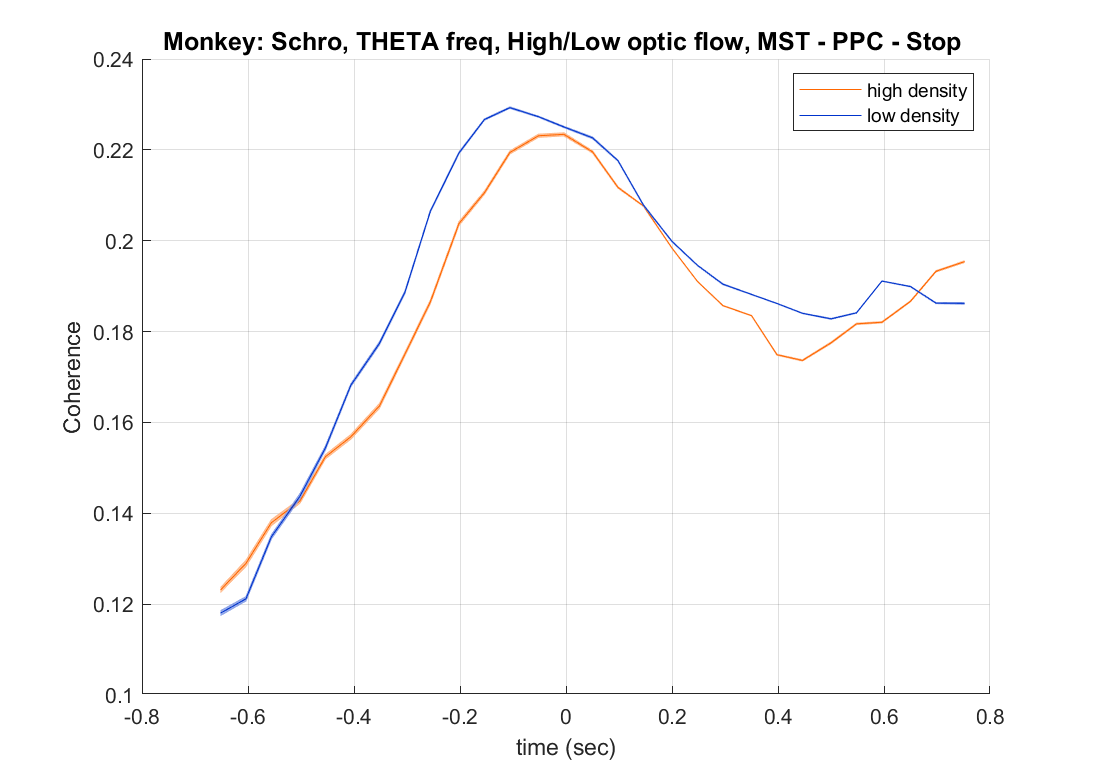 Monkey: Schro, THETA freq, High/Low optic flow, MST - PPC - Stop
high density
low density
0.24
0.22
0.2
0.18
0.16
0.14
0.12
0.1
Coherence
-0.8 -0.6 -0.4 -0.2 0 0.2 0.4 0.6 0.8
time (sec)